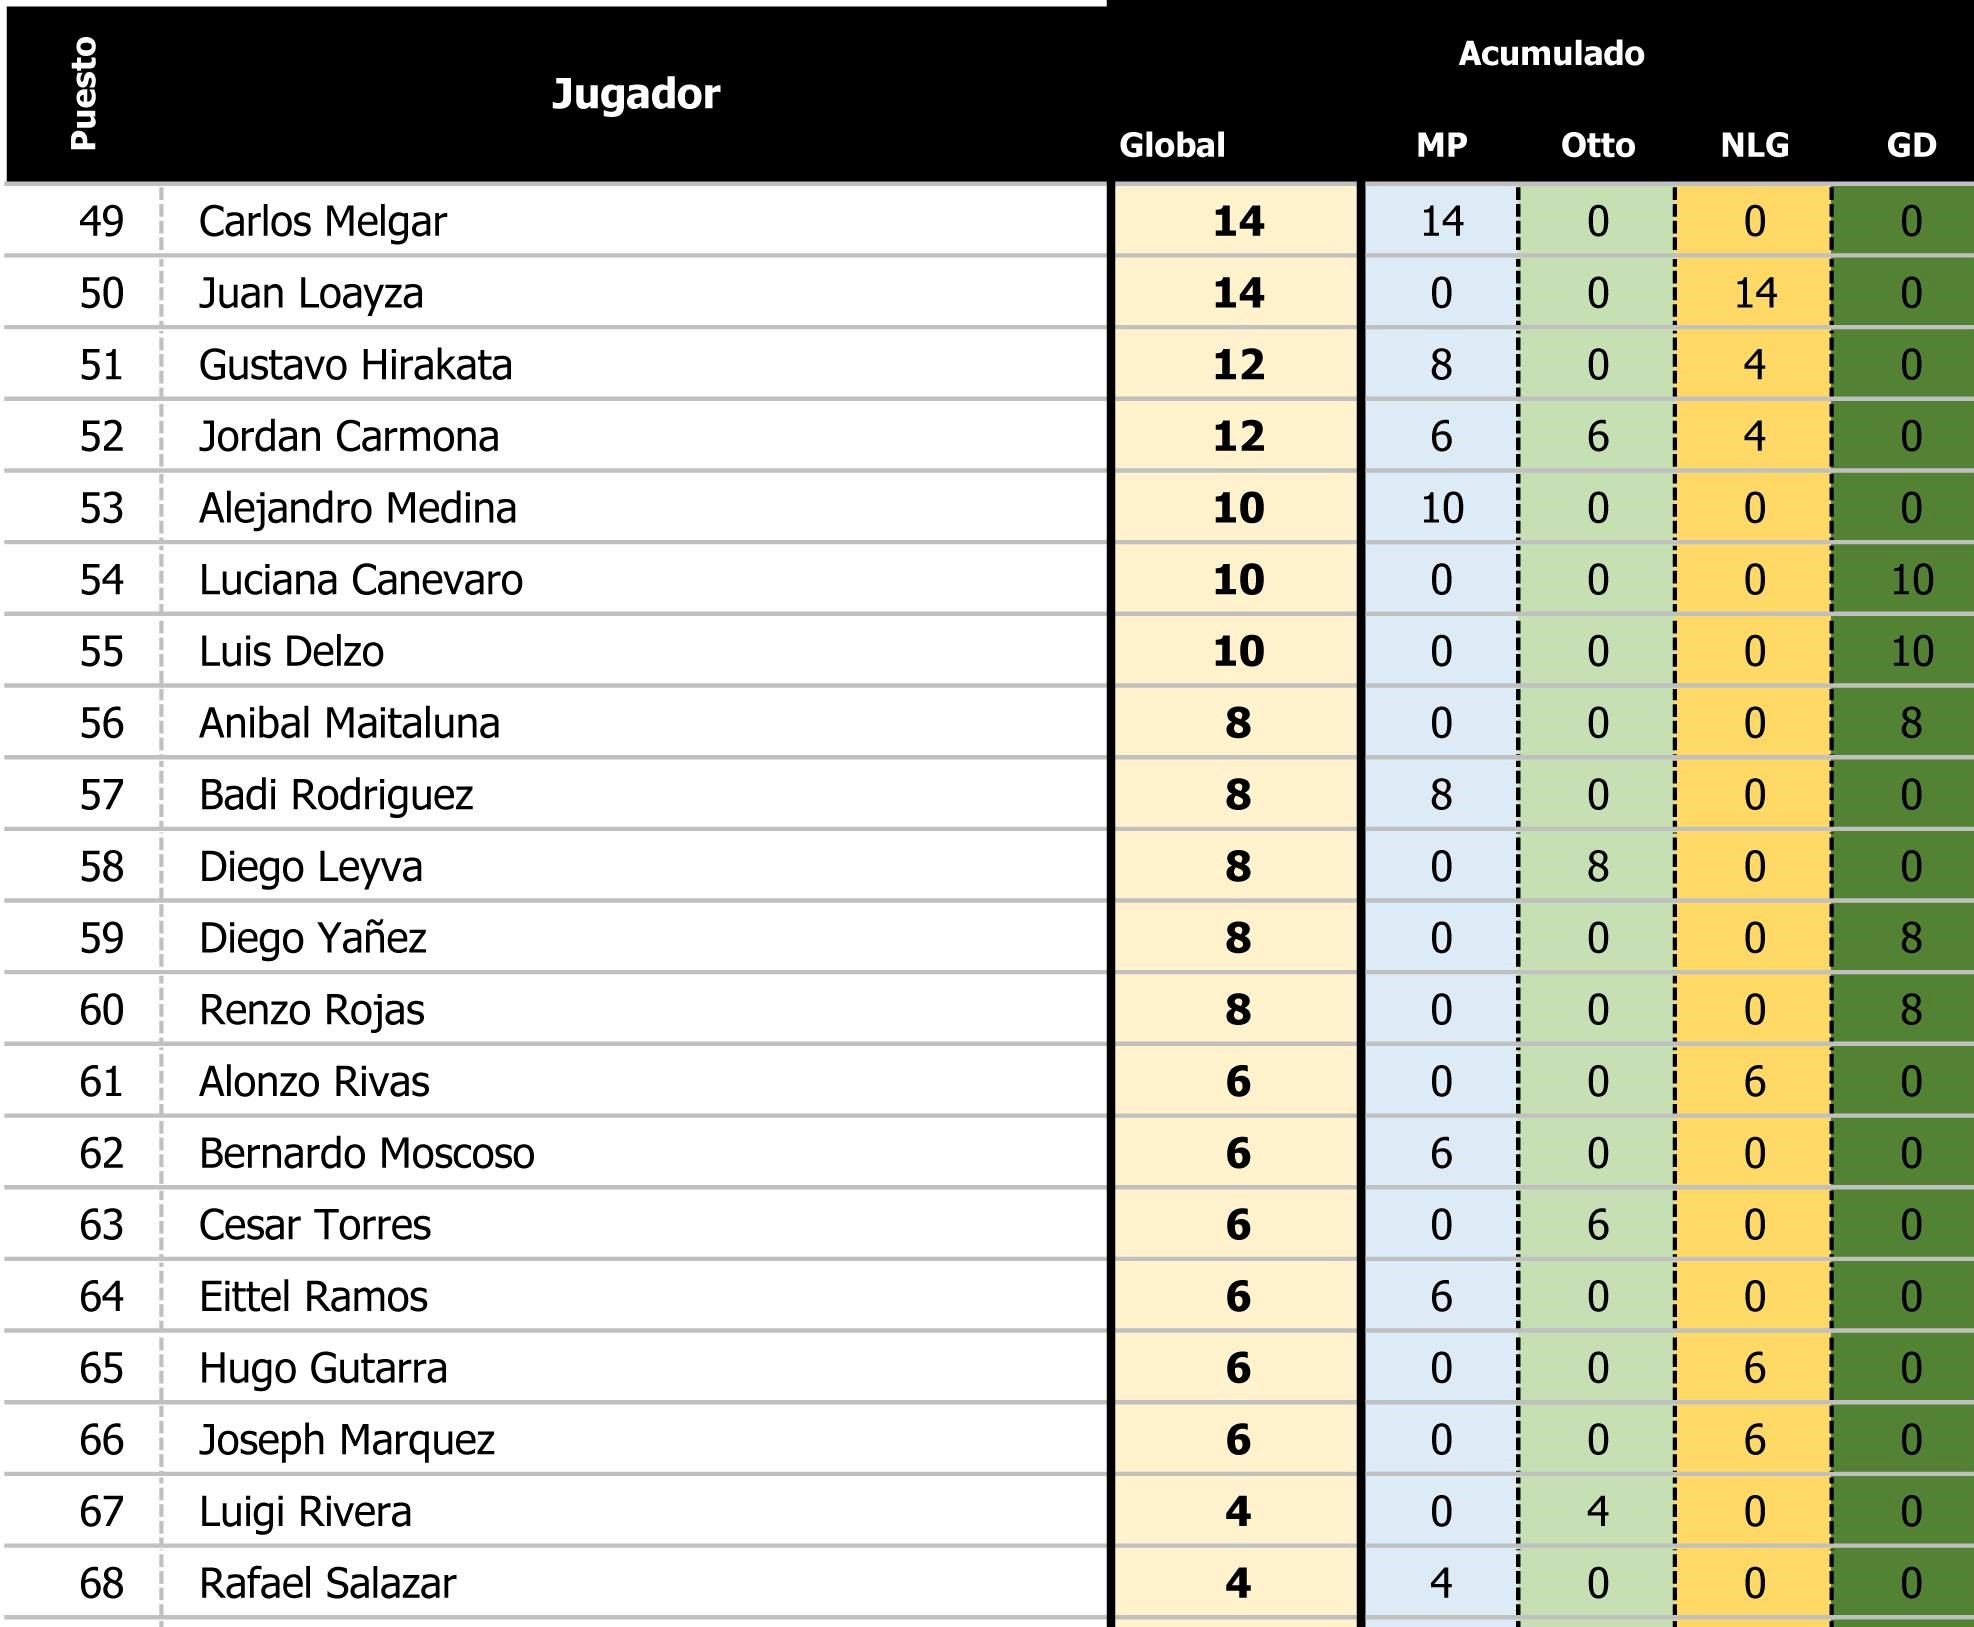 Puesto Jugador Acumulado
Global MP Otto NLG GD
49 Carlos Melgar 14 14 0 0 0
50 Juan Loayza 14 0 0 14 0
51 Gustavo Hirakata 12 8 0 4 0
52 Jordan Carmona 12 6 6 4 0
53 Alejandro Medina 10 10 0 0 0
54 Luciana Canevaro 10 0 0 0 10
55 Luis Delzo 10 0 0 0 10
56 Anibal Maitaluna 8 0 0 0 8
57 Badi Rodriguez 8 8 0 0 0
58 Diego Leyva 8 0 8 0 0
59 Diego Yañez 8 0 0 0 8
60 Renzo Rojas 8 0 0 0 8
61 Alonzo Rivas 6 0 0 6 0
62 Bernardo Moscoso 6 6 0 0 0
63 Cesar Torres 6 0 6 0 0
64 Eittel Ramos 6 6 0 0 0
65 Hugo Gutarra 6 0 0 6 0
66 Joseph Marquez 6 0 0 6 0
67 Luigi Rivera 4 0 4 0 0
68 Rafael Salazar 4 4 0 0 0